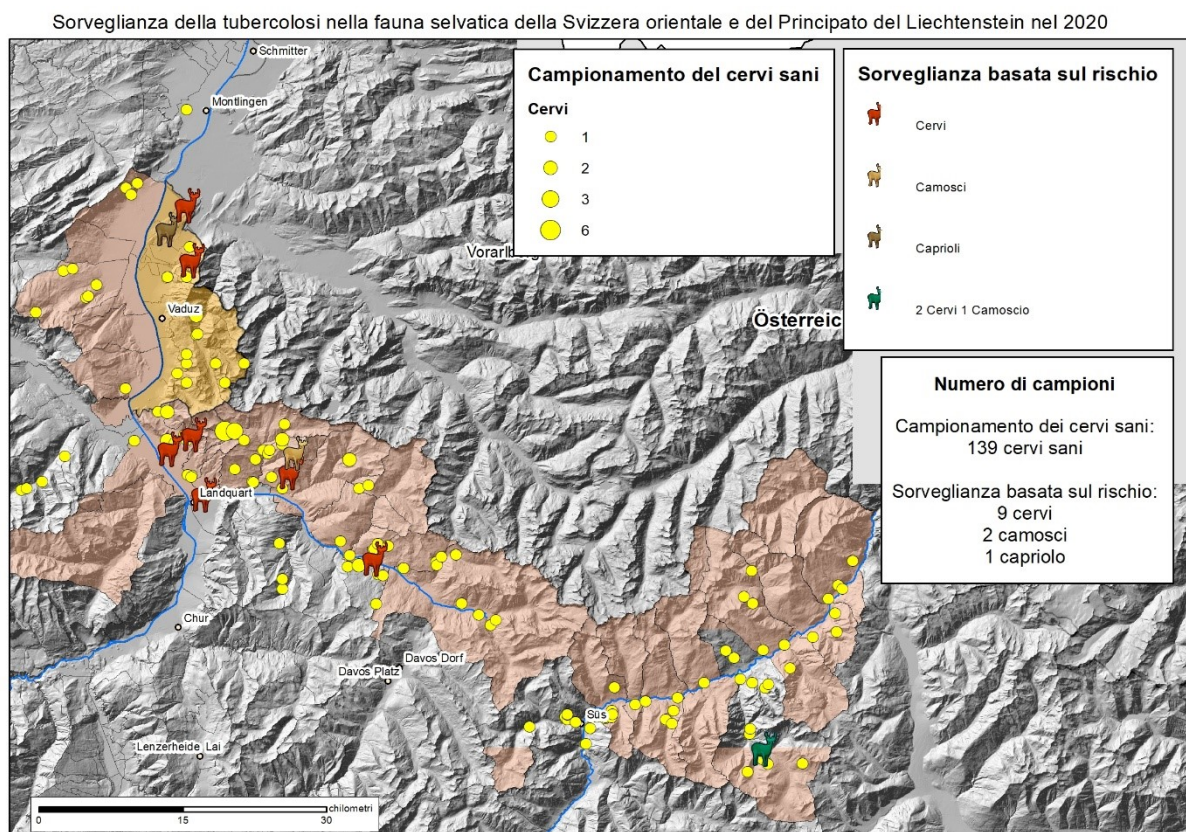 Sorveglianza della tubercolosi nella fauna selvatica della Svizzera orientale e del Principato del Liechtenstein nel 2020
Schmitter
Montlingen
Vorarlberg
Vaduz
Österreic
Landquart
Chur
Davos Dorf
Davos Platz
Süs
Lenzerheide Lai
Campionamento del cervi sani
Cervi
1
2
3
6
Sorveglianza basata sul rischio
Cervi
Camosci
Caprioli
2 Cervi 1 Camoscio
Numero di campioni
Campionamento dei cervi sani:
139 cervi sani
Sorveglianza basata sul rischio:
9 cervi
2 camosci
1 capriolo
chilometri
0 15 30